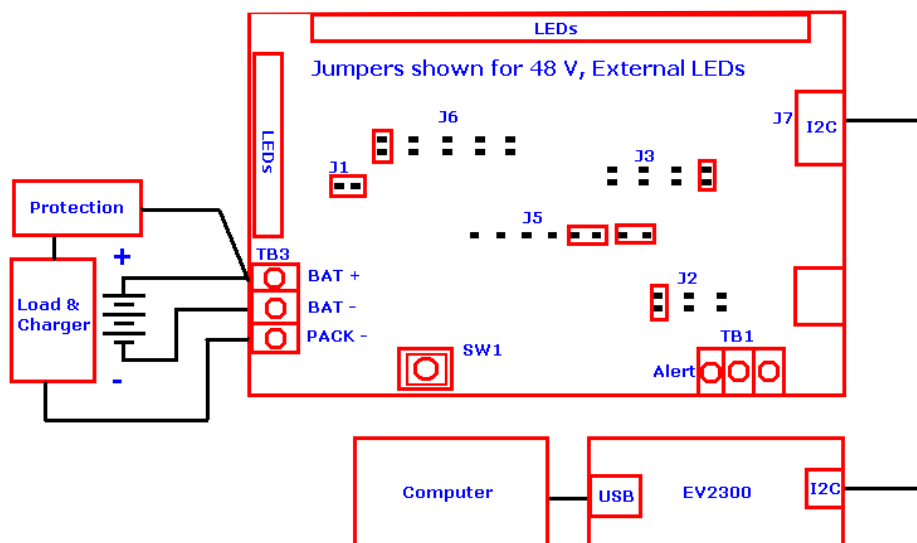 LEDs
Jumpers shown for 48 V, External LEDs
LEDs
J6
J7
I2C
J1
J3
Protection
J5
+
TB3
BAT +
J2
Load &
Charger
BAT -
PACK -
TB1
SW1
-
Alert
Computer
USB
EV2300
I2C